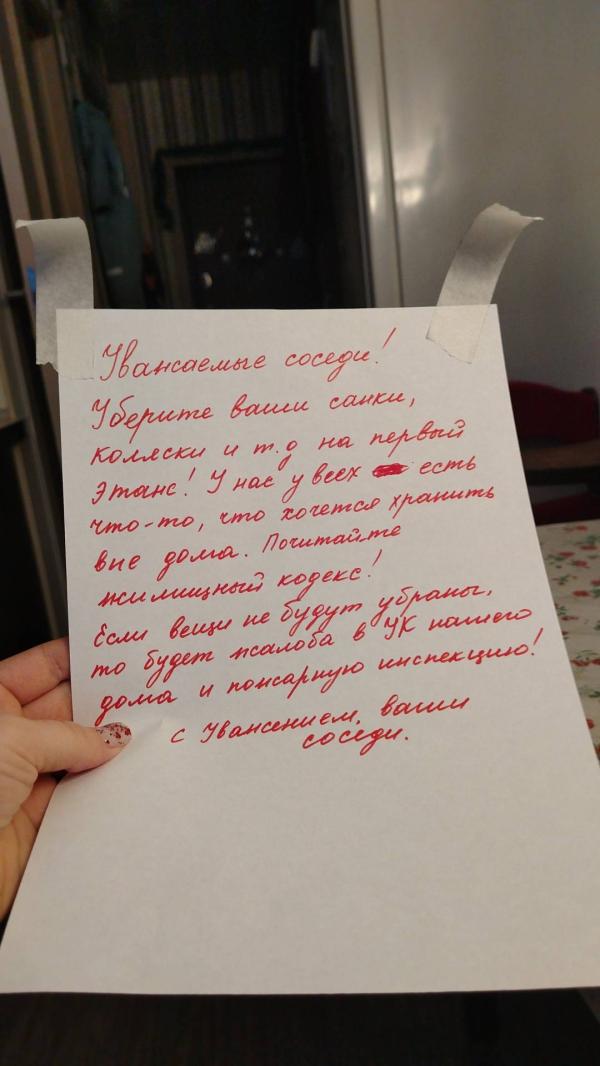 Уважаемые соседи!
Уберите ваши санки,
коляски и т.д на первый
этаж! У нас у всех есть
что-то, что хочется хранить
вне дома. Почитайте
жилищный кодекс!
Если вещи не будут убраны,
то будет жалоба в УК нашего
дома и пожарную инспекцию!
с Уважением, ваши
соседи.